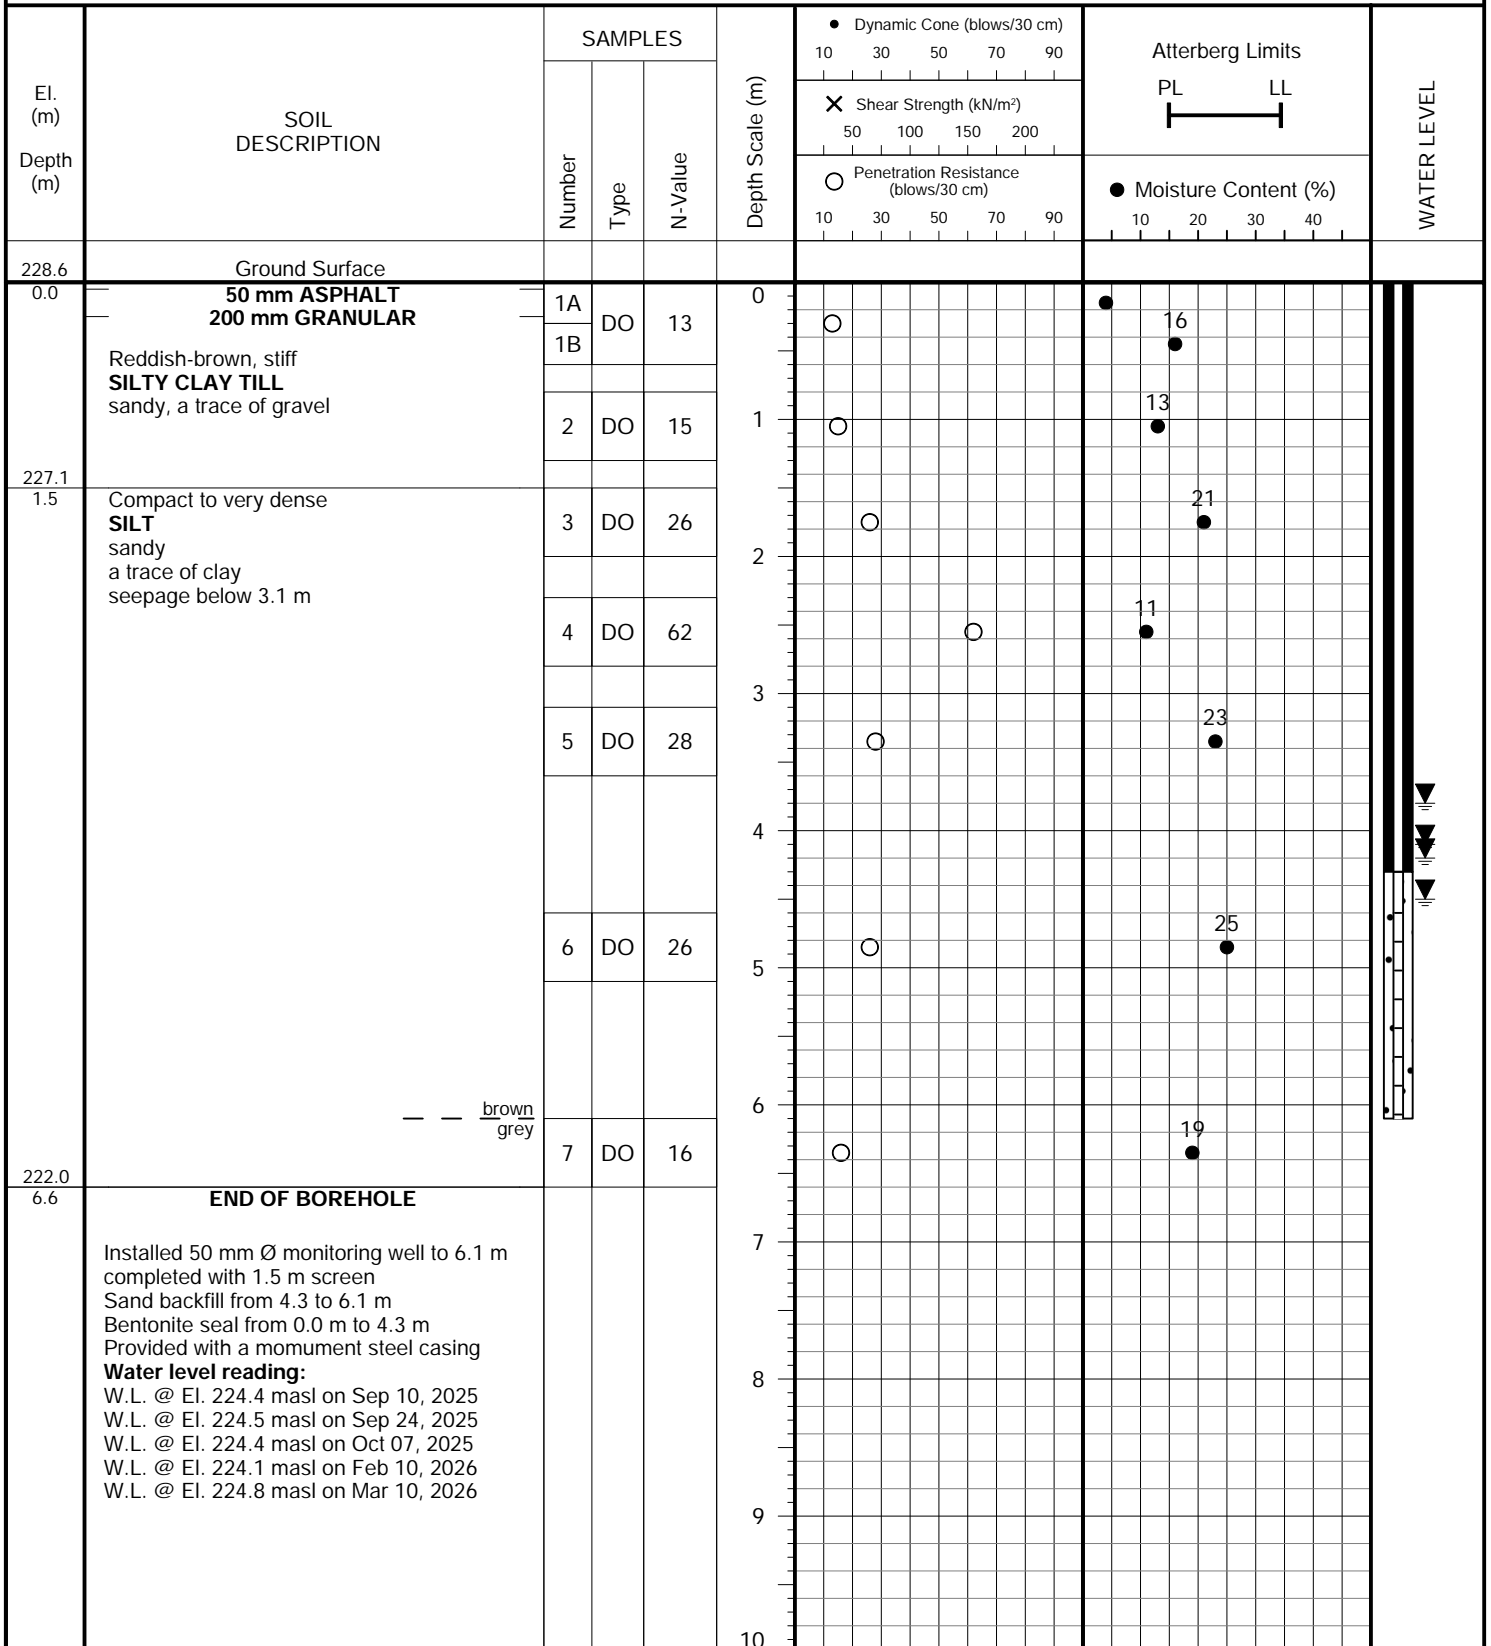 El.
(m)
Depth
(m)
SOIL
DESCRIPTION
SAMPLES
Number
Type
N-Value
Depth Scale (m)
Dynamic Cone (blows/30 cm)
10 30 50 70 90
Shear Strength (kN/m²)
50 100 150 200
Penetration Resistance
(blows/30 cm)
10 30 50 70 90
Atterberg Limits
PL LL
Moisture Content (%)
10 20 30 40
WATER LEVEL
228.6 Ground Surface
0.0 50 mm ASPHALT
200 mm GRANULAR
Reddish-brown, stiff
SILTY CLAY TILL
sandy, a trace of gravel
227.1
1.5 Compact to very dense
SILT
sandy
a trace of clay
seepage below 3.1 m
brown
grey
222.0
6.6 END OF BOREHOLE
Installed 50 mm Ø monitoring well to 6.1 m
completed with 1.5 m screen
Sand backfill from 4.3 to 6.1 m
Bentonite seal from 0.0 m to 4.3 m
Provided with a momument steel casing
Water level reading:
W.L. @ El. 224.4 masl on Sep 10, 2025
W.L. @ El. 224.5 masl on Sep 24, 2025
W.L. @ El. 224.4 masl on Oct 07, 2025
W.L. @ El. 224.1 masl on Feb 10, 2026
W.L. @ El. 224.8 masl on Mar 10, 2026
1A
1B
DO 13
2 DO 15
3 DO 26
4 DO 62
5 DO 28
6 DO 26
7 DO 16
0
1
2
3
4
5
6
7
8
9
10
16
13
21
11
23
25
19